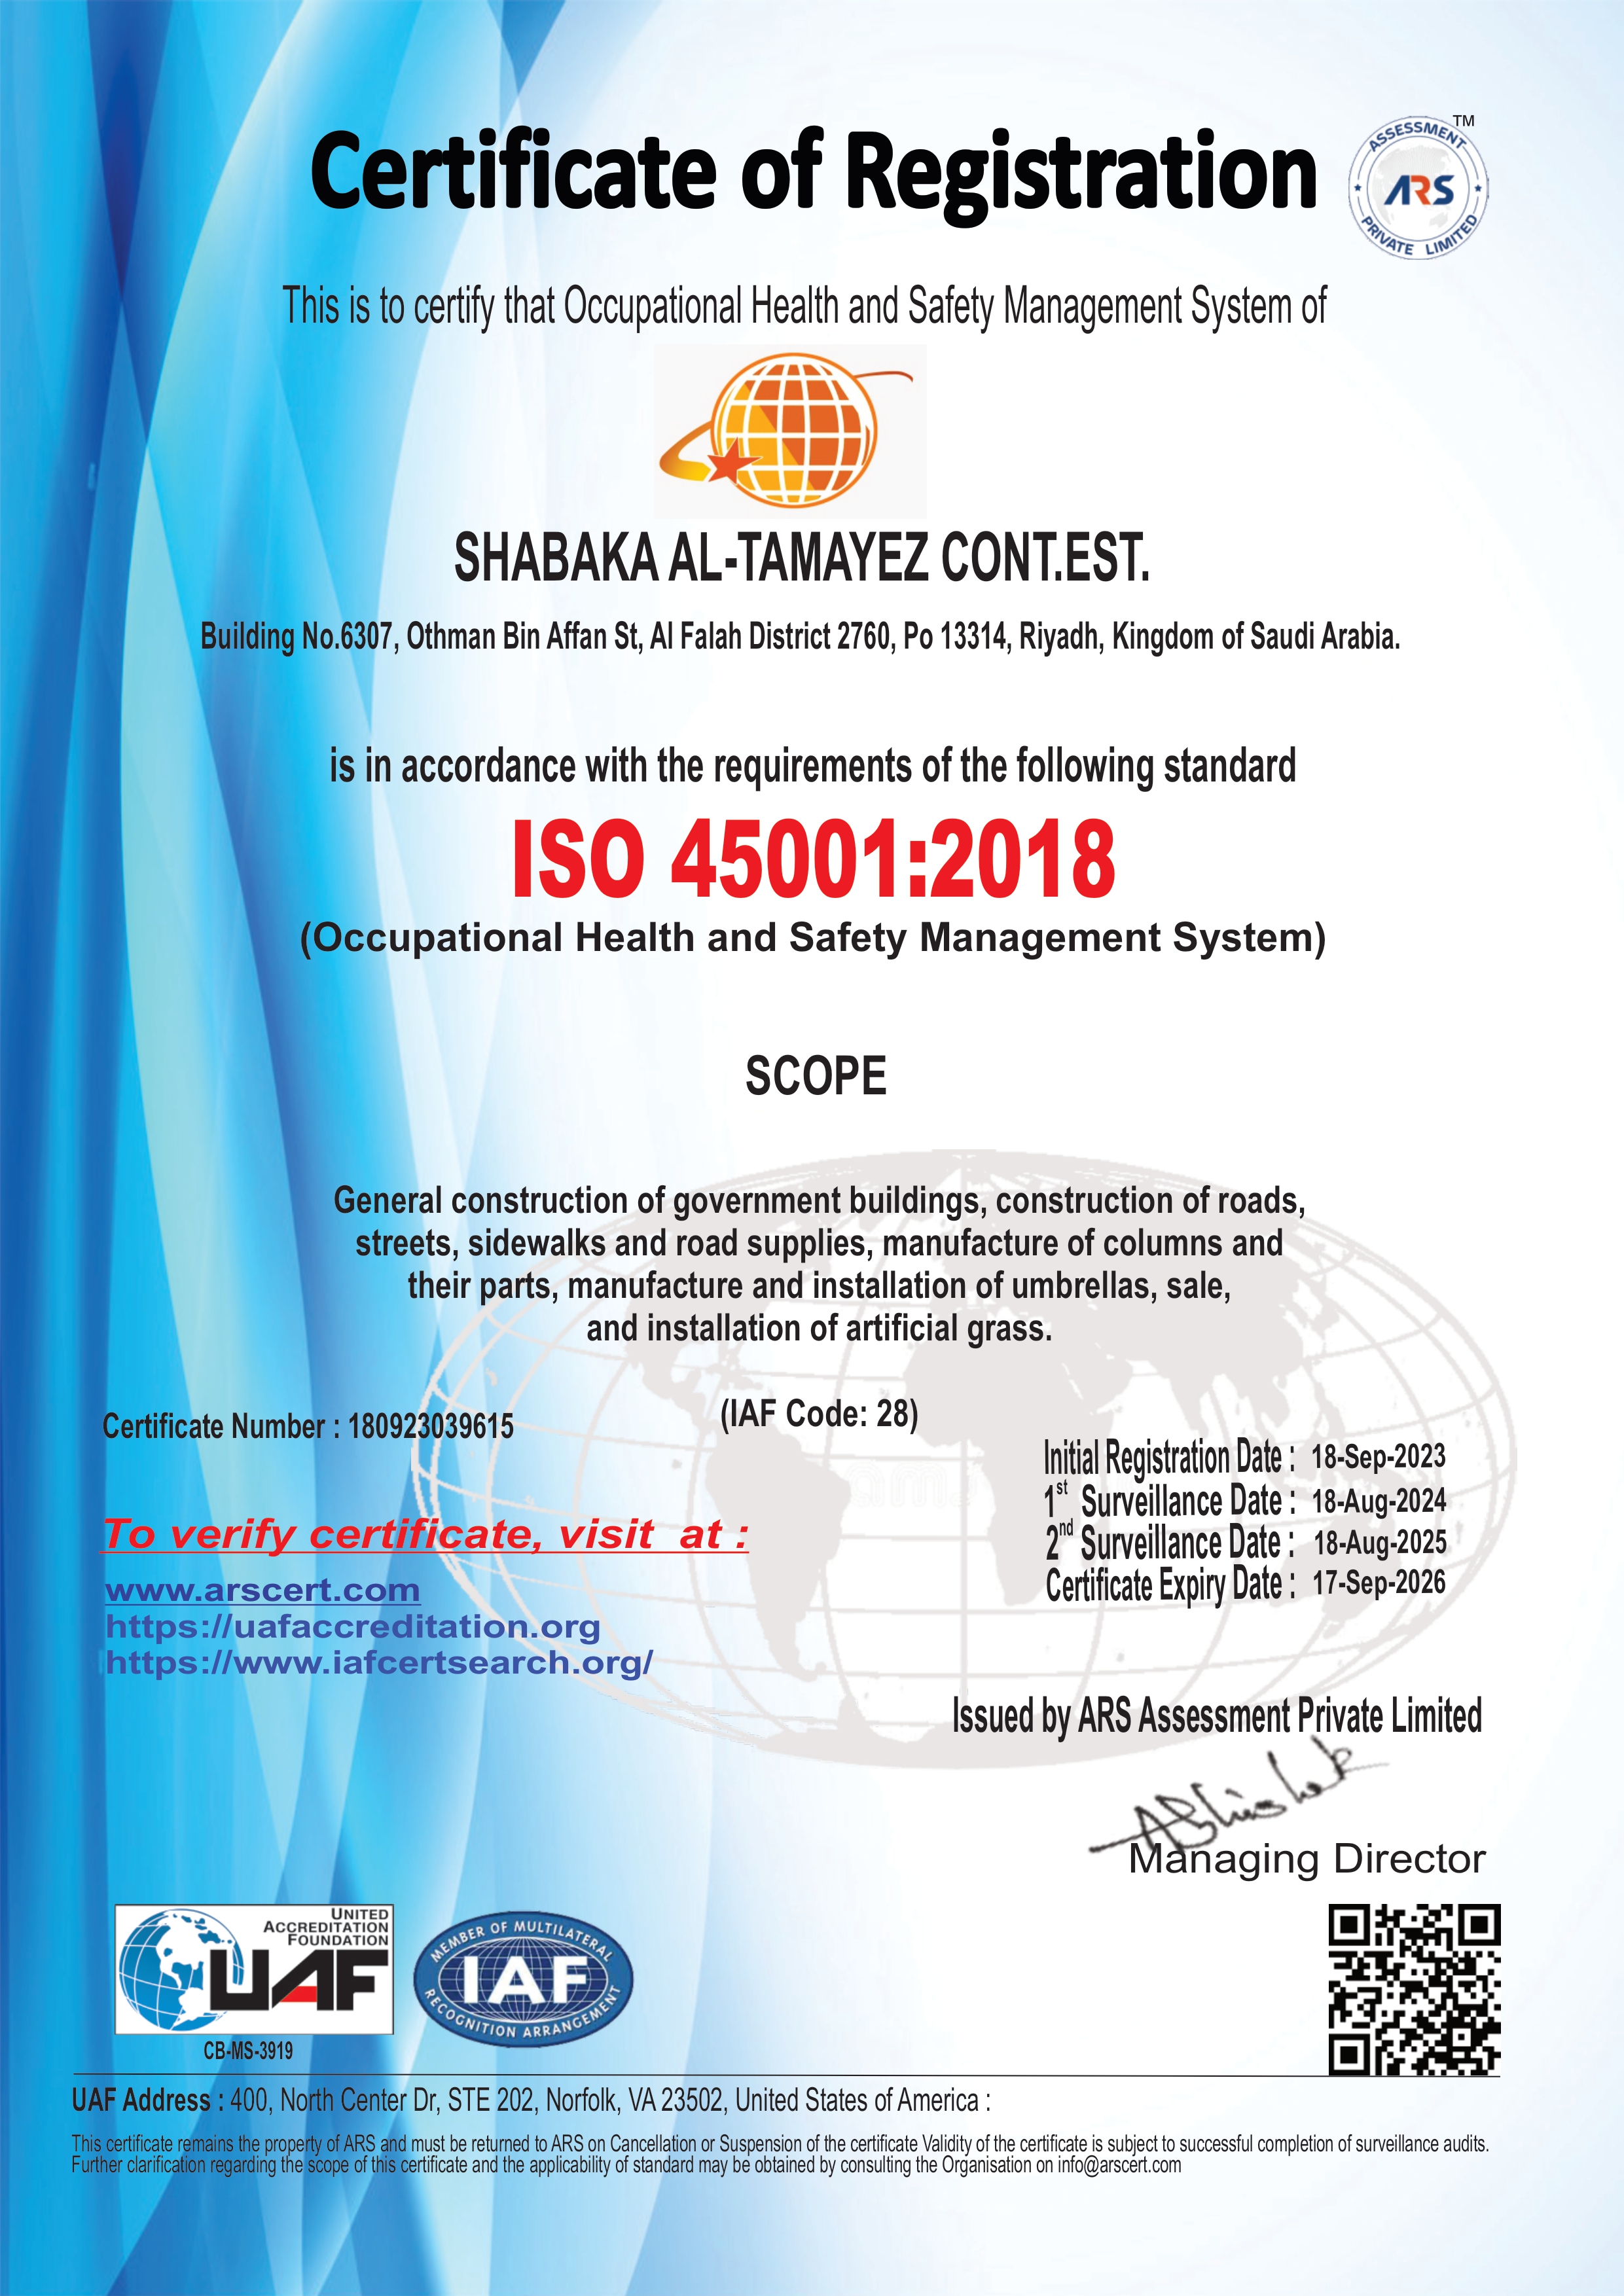 Certificate of Registration
TM
ASSESSMENT
ARS
PRIVATE LIMITED
This is to certify that Occupational Health and Safety Management System of
SHABAKA AL-TAMAYEZ CONT.EST.
Building No.6307, Othman Bin Affan St, Al Falah District 2760, Po 13314, Riyadh, Kingdom of Saudi Arabia.
is in accordance with the requirements of the following standard
ISO 45001:2018
(Occupational Health and Safety Management System)
SCOPE
General construction of government buildings, construction of roads,
streets, sidewalks and road supplies, manufacture of columns and
their parts, manufacture and installation of umbrellas, sale,
and installation of artificial grass.
(IAF Code: 28)
Certificate Number : 180923039615
Initial Registration Date : 18-Sep-2023
1st Surveillance Date : 18-Aug-2024
2nd Surveillance Date : 18-Aug-2025
Certificate Expiry Date : 17-Sep-2026
To verify certificate, visit at :
www.arscert.com
https://uafaccreditation.org
https://www.iafcertsearch.org/
Issued by ARS Assessment Private Limited
Abhishek
Managing Director
UNITED
ACCREDITATION
FOUNDATION
UAF
CB-MS-3919
MEMBER OF MULTILATERAL
IAF
RECOGNITION ARRANGEMENT
UAF Address : 400, North Center Dr, STE 202, Norfolk, VA 23502, United States of America :
This certificate remains the property of ARS and must be returned to ARS on Cancellation or Suspension of the certificate Validity of the certificate is subject to successful completion of surveillance audits.
Further clarification regarding the scope of this certificate and the applicability of standard may be obtained by consulting the Organisation on info@arscert.com